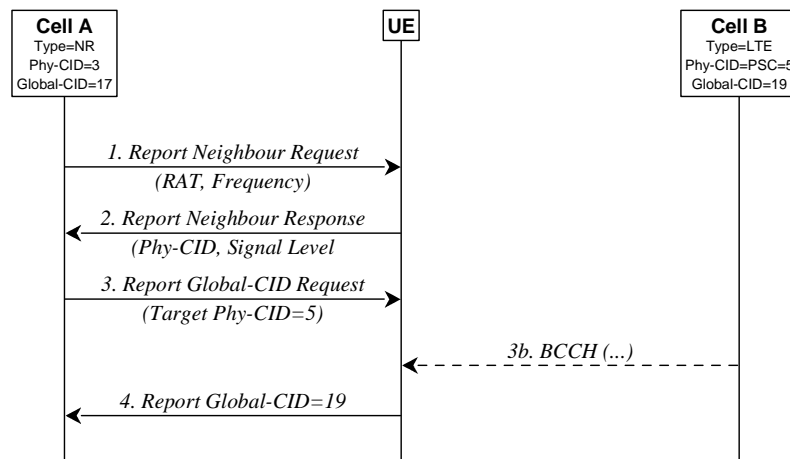 Cell A
Type=NR
Phy-CID=3
Global-CID=17
UE
Cell B
Type=LTE
Phy-CID=PSC=5
Global-CID=19
1. Report Neighbour Request
(RAT, Frequency)
2. Report Neighbour Response
(Phy-CID, Signal Level
3. Report Global-CID Request
(Target Phy-CID=5)
3b. BCCH (...)
4. Report Global-CID=19